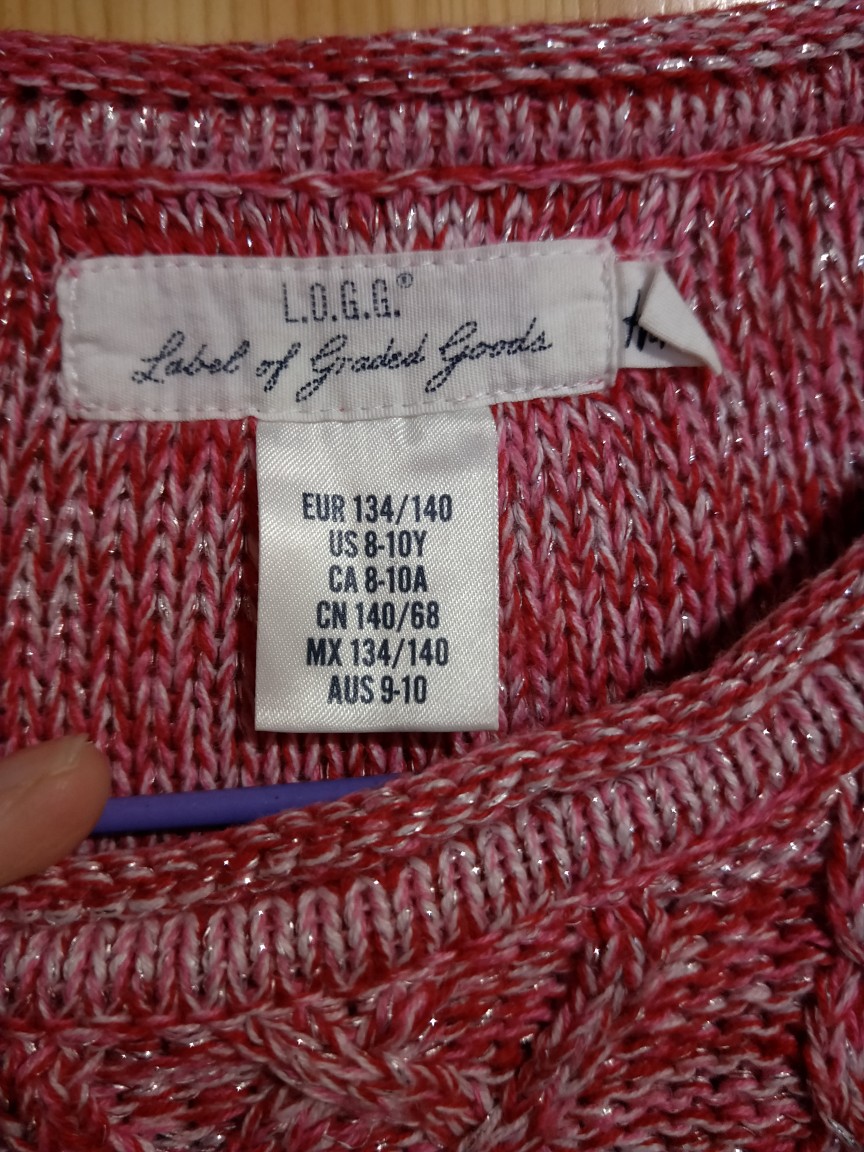 L.O.G.G.®
Label of Graded Goods
EUR 134/140
US 8-10Y
CA 8-10A
CN 140/68
MX 134/140
AUS 9-10